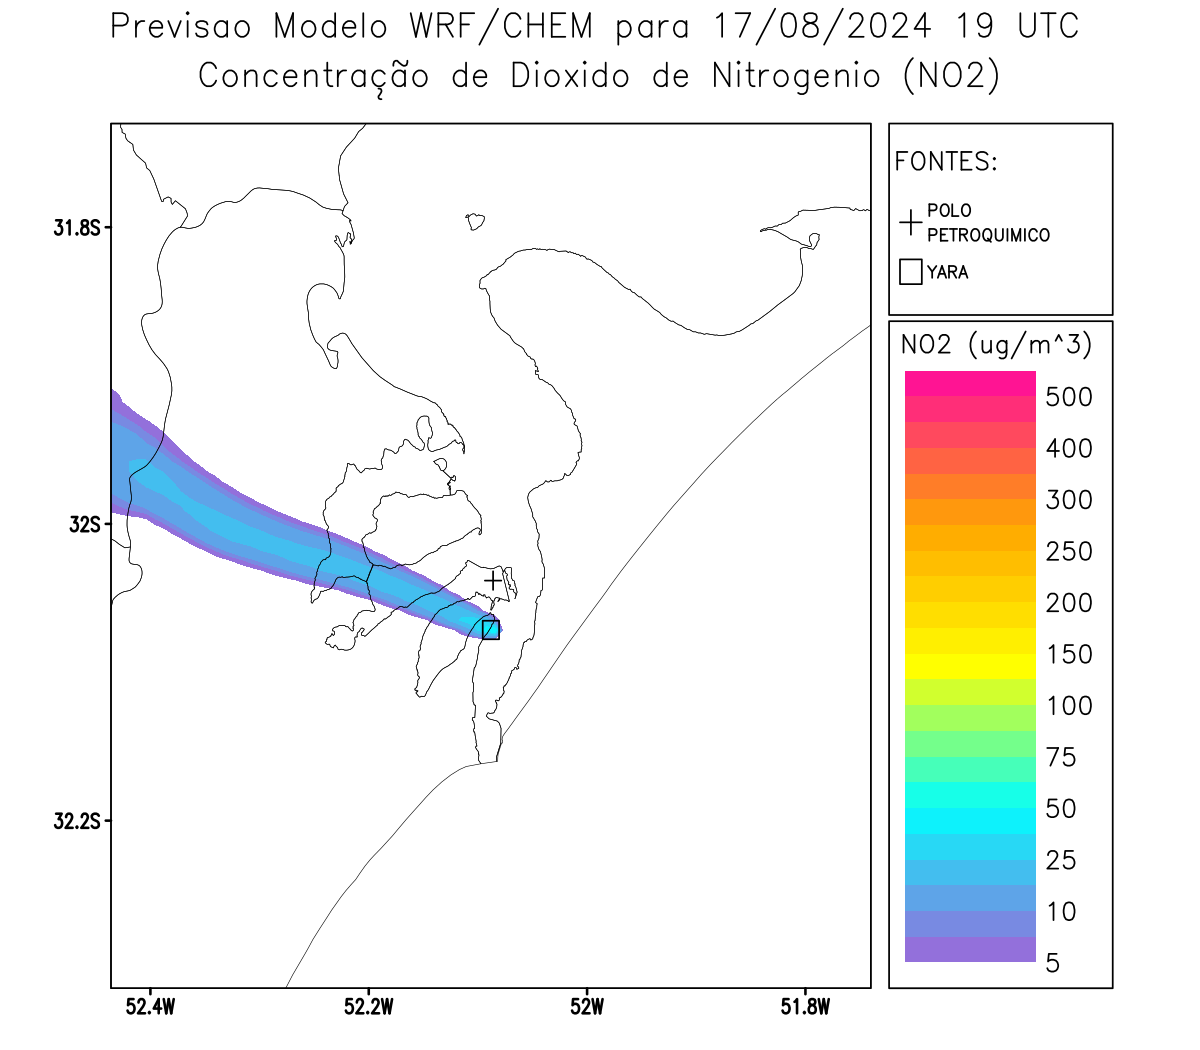 Previsao Modelo WRF/CHEM para 17/08/2024 19 UTC
Concentração de Dioxido de Nitrogenio (NO2)
FONTES:
POLO
PETROQUIMICO
YARA
31.8S
32S
32.2S
52.4W
52.2W
52W
51.8W
NO2 (ug/m^3)
500
400
300
250
200
150
100
75
50
25
10
5